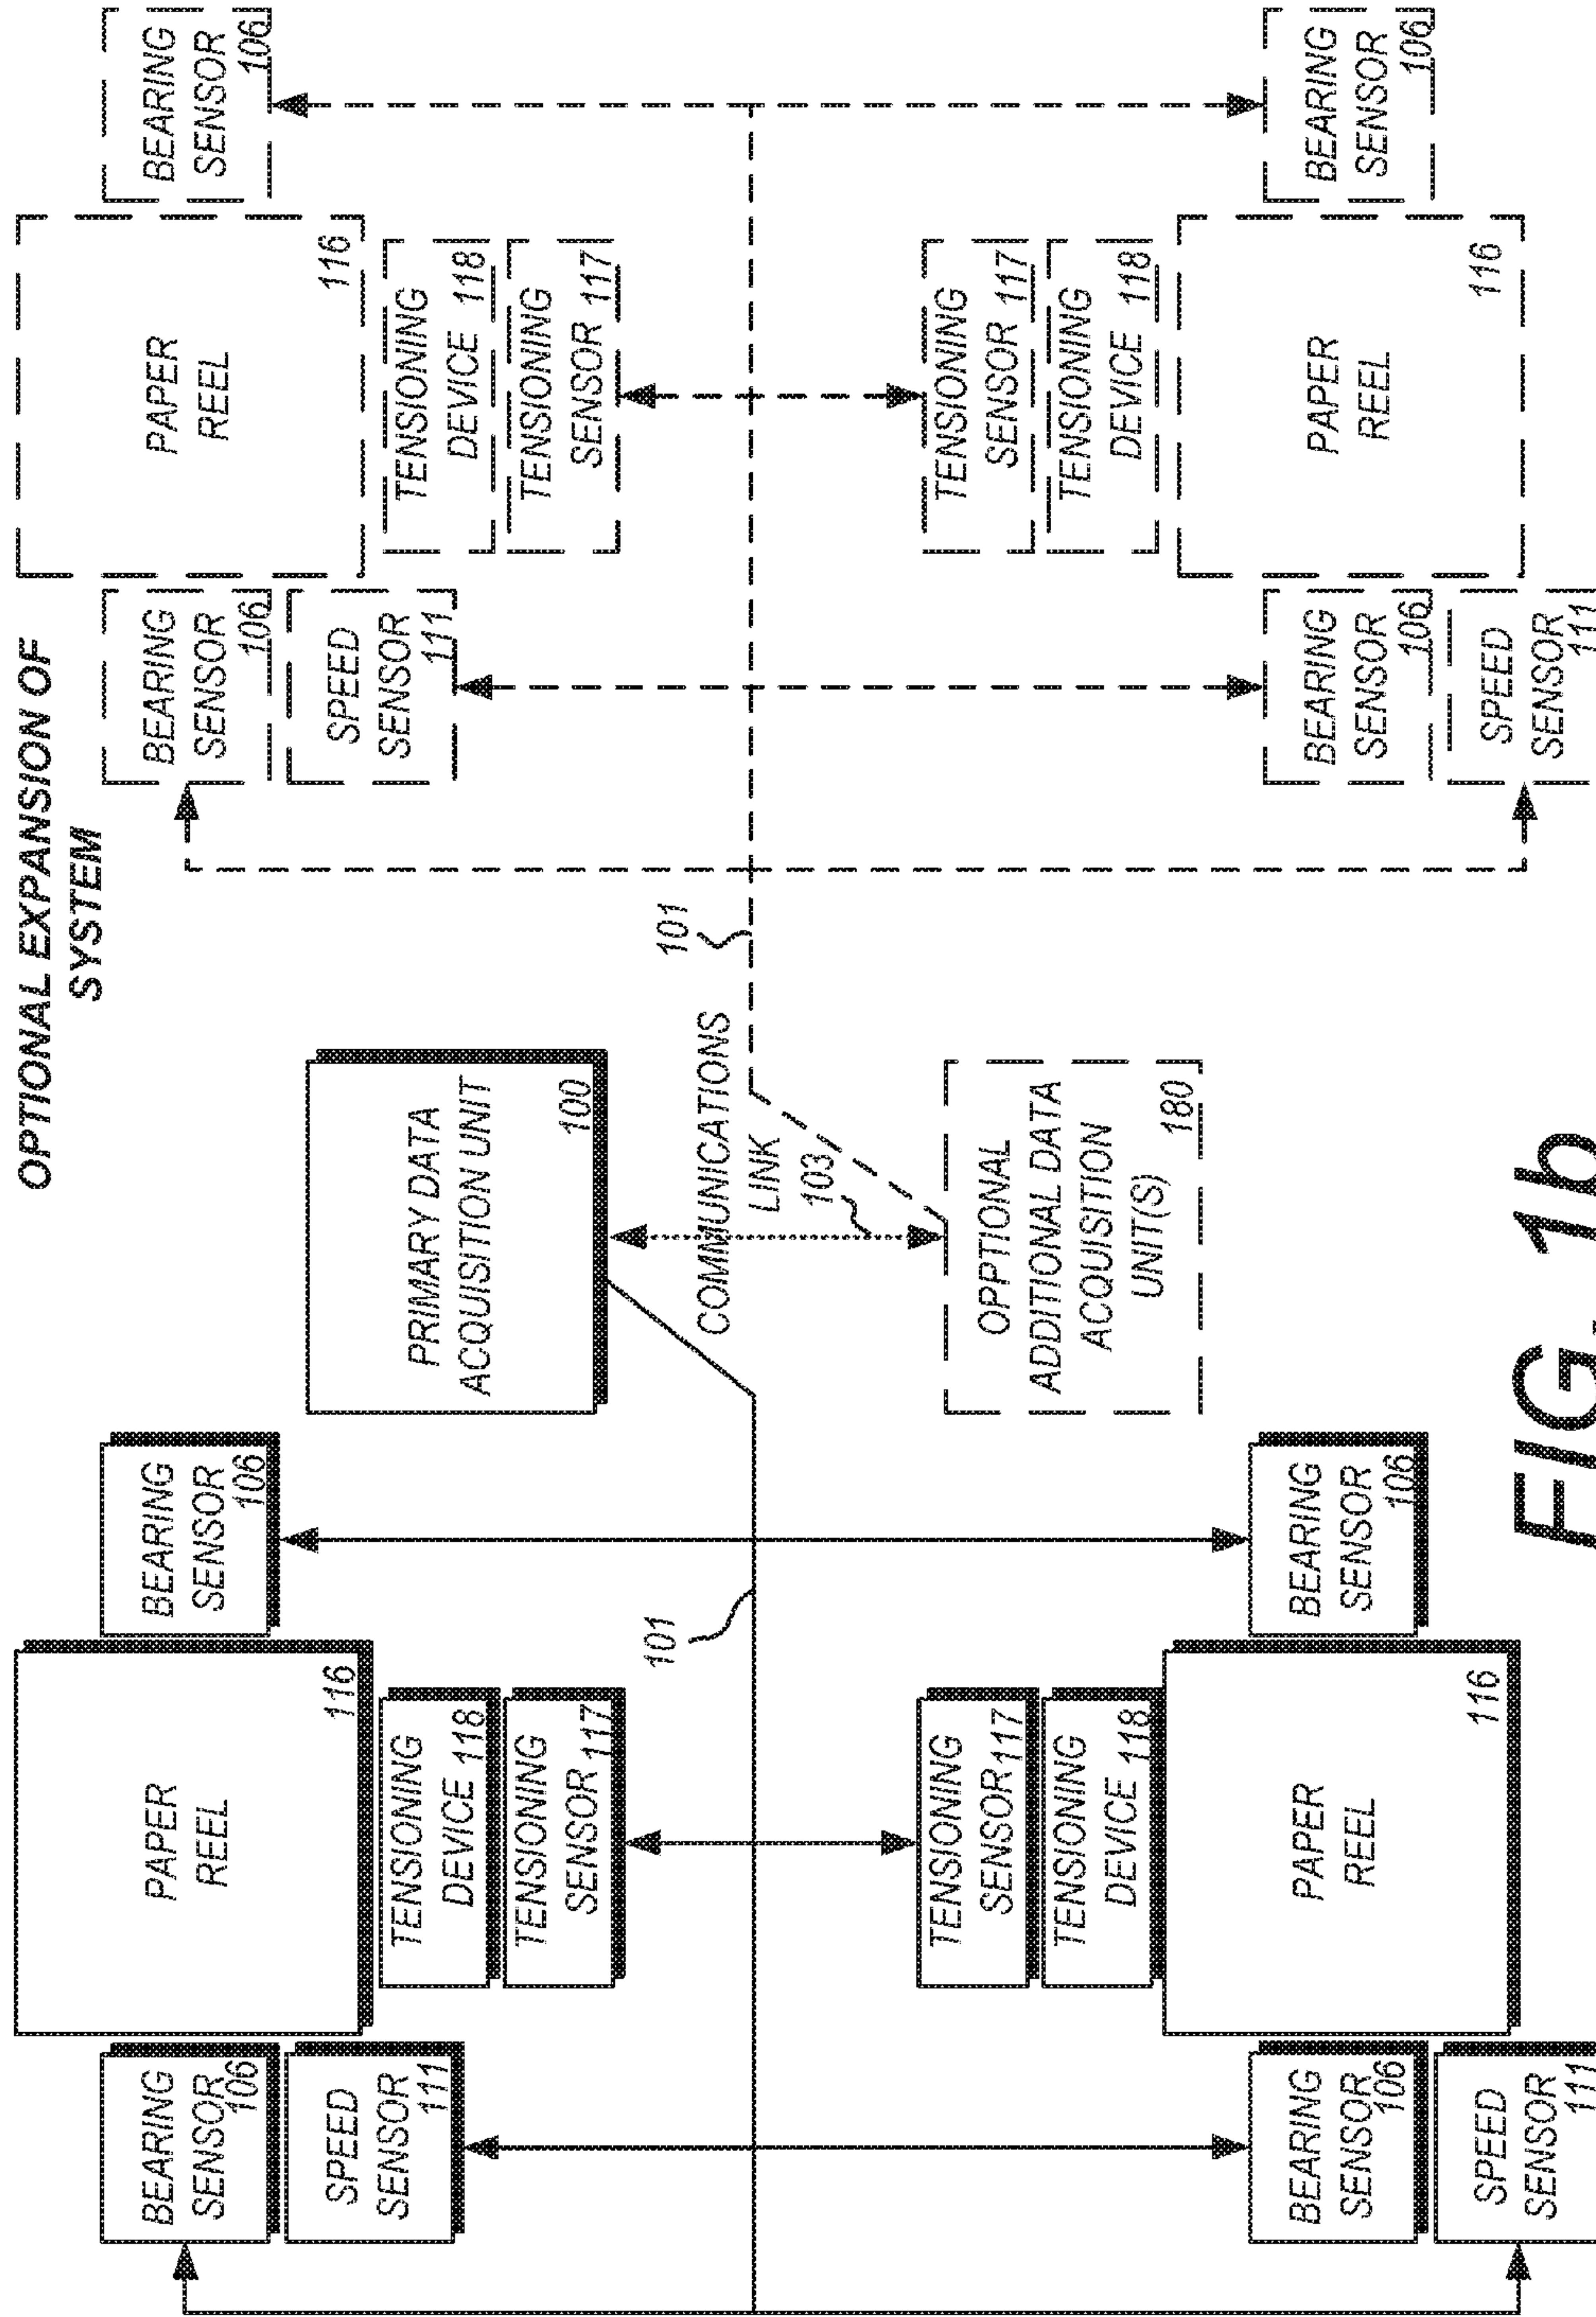 OPTIONAL EXPANSION OF
SYSTEM
BEARING
SENSOR
106
SPEED
SENSOR
111
PAPER
REEL
116
TENSIONING
DEVICE 118
TENSIONING
SENSOR 117
BEARING
SENSOR
106
PRIMARY DATA
ACQUISITION UNIT
100
BEARING
SENSOR
106
SPEED
SENSOR
111
PAPER
REEL
116
TENSIONING
DEVICE 118
TENSIONING
SENSOR 117
BEARING
SENSOR
106
101
COMMUNICATIONS
LINK
103
101
BEARING
SENSOR
106
SPEED
SENSOR
111
TENSIONING
SENSOR 117
TENSIONING
DEVICE 118
PAPER
REEL
116
BEARING
SENSOR
106
OPPTIONAL
ADDITIONAL DATA
ACQUISITION
UNIT(S)
180
BEARING
SENSOR
106
SPEED
SENSOR
111
TENSIONING
SENSOR 117
TENSIONING
DEVICE 118
PAPER
REEL
116
BEARING
SENSOR
106
FIG. 1b